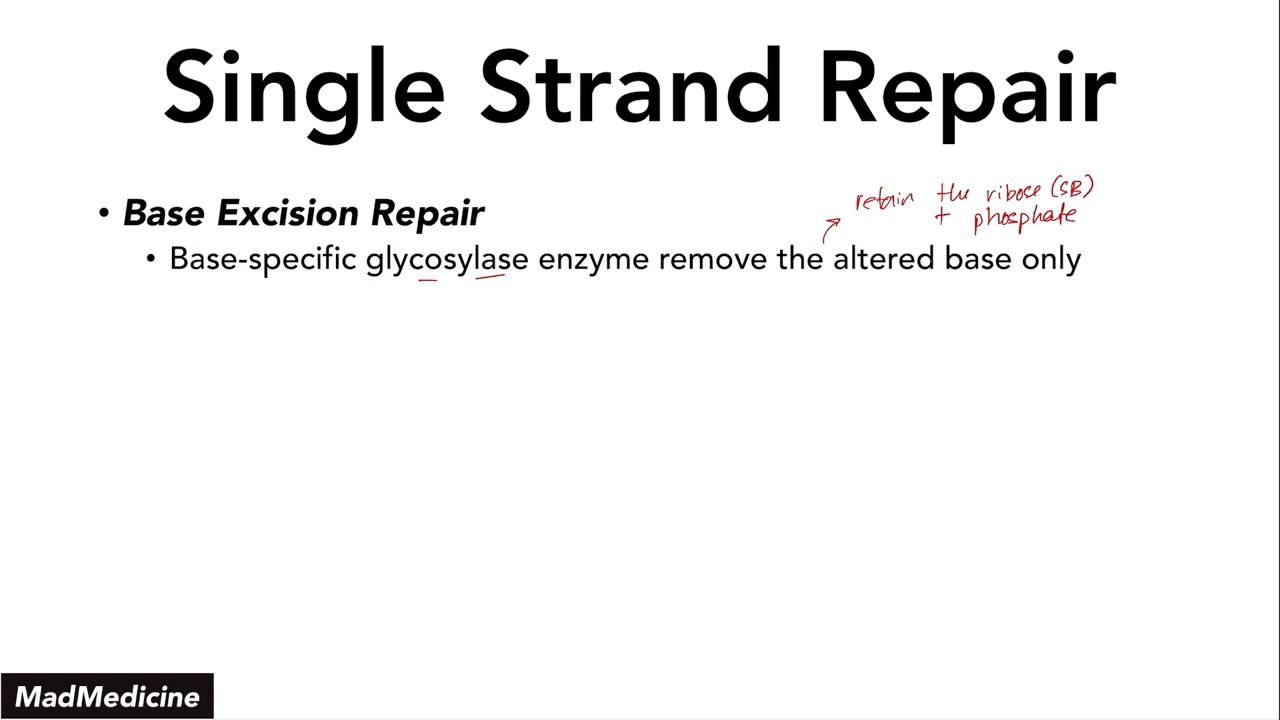 Single Strand Repair
retain the ribose (SB)
+ phosphate
• Base Excision Repair
• Base-specific glycosylase enzyme remove the altered base only
MadMedicine